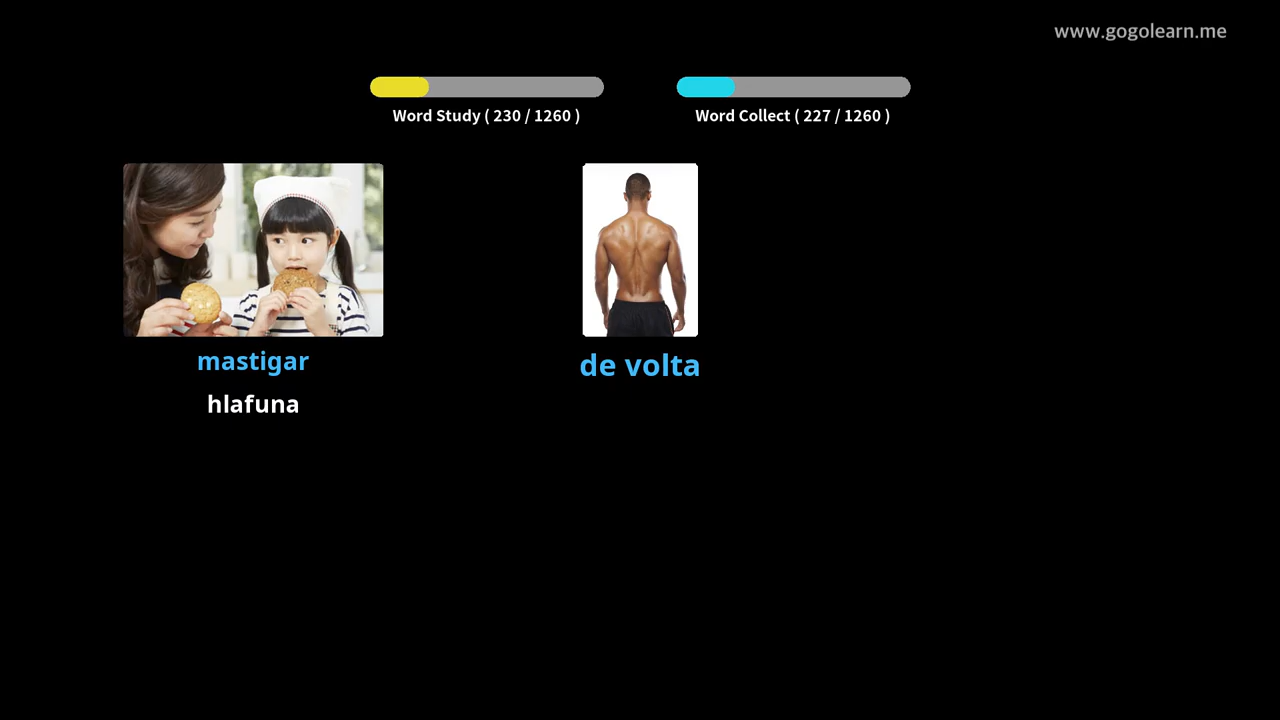 www.gogolearn.me
Word Study ( 230 / 1260 )
Word Collect ( 227 / 1260 )
mastigar
hlafuna
de volta